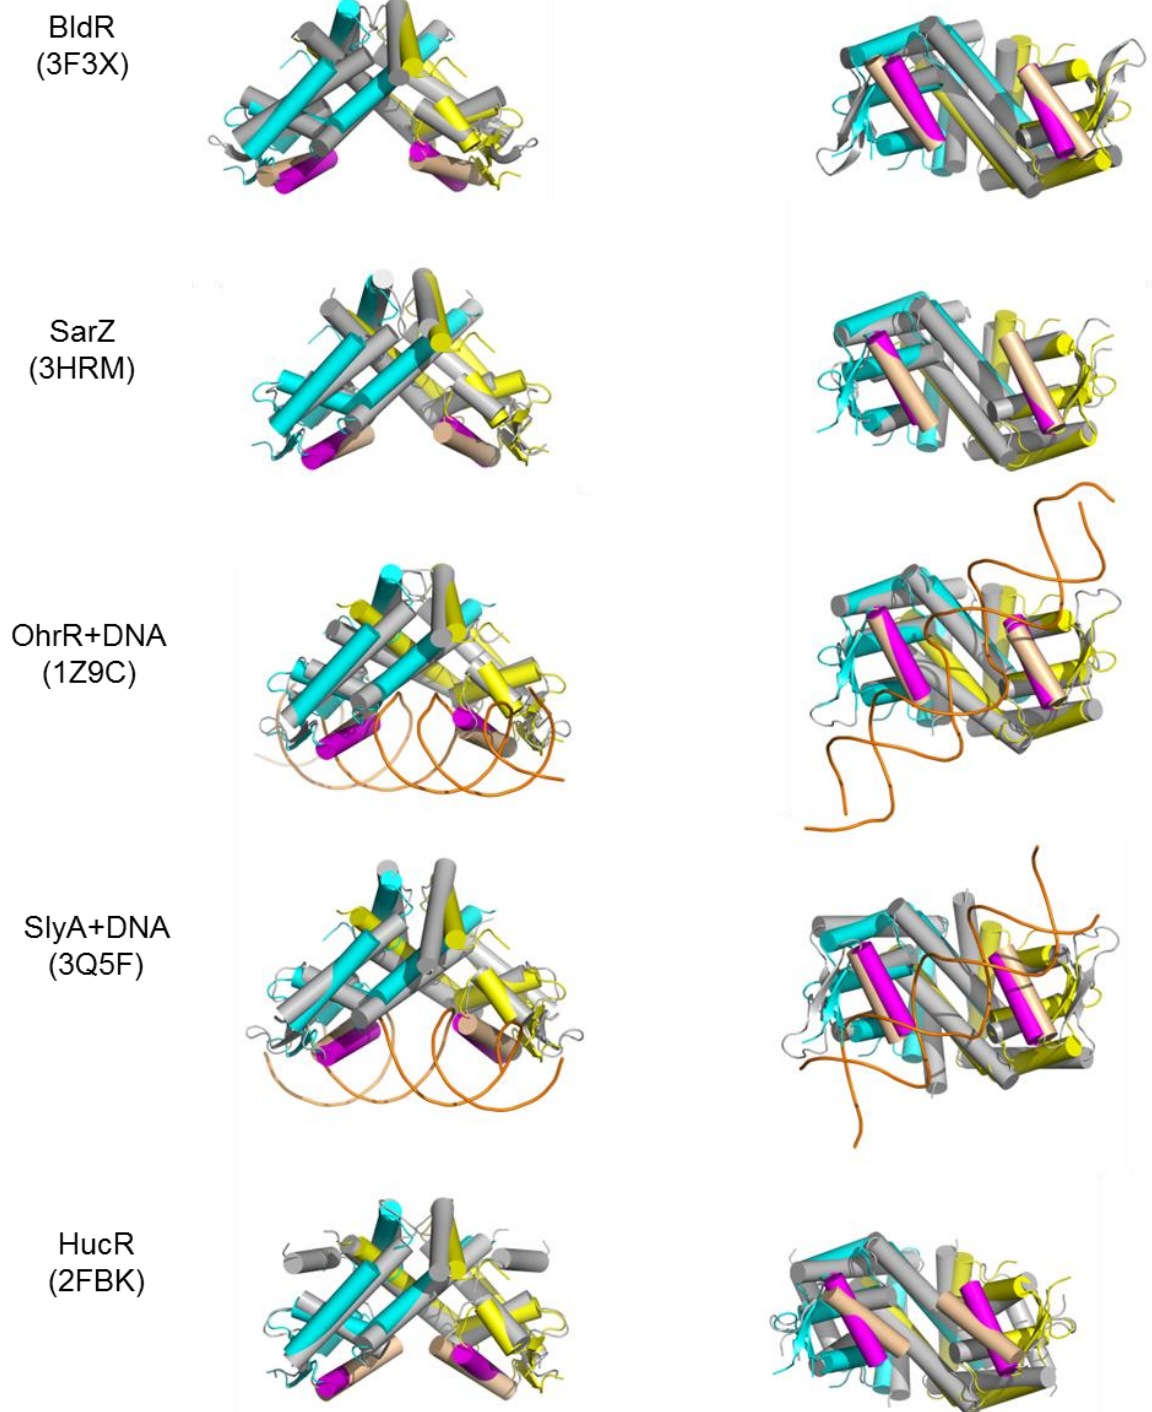 BldR
(3F3X)
SarZ
(3HRM)
OhrR+DNA
(1Z9C)
SlyA+DNA
(3Q5F)
HucR
(2FBK)